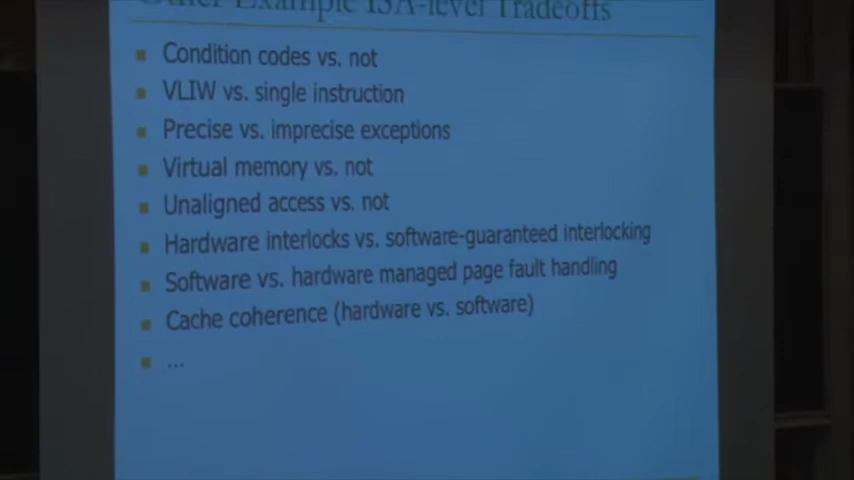 Other Example ISA-level Tradeoffs
Condition codes vs. not
VLIW vs. single instruction
Precise vs. imprecise exceptions
Virtual memory vs. not
Unaligned access vs. not
Hardware interlocks vs. software-guaranteed interlocking
Software vs. hardware managed page fault handling
Cache coherence (hardware vs. software)
...